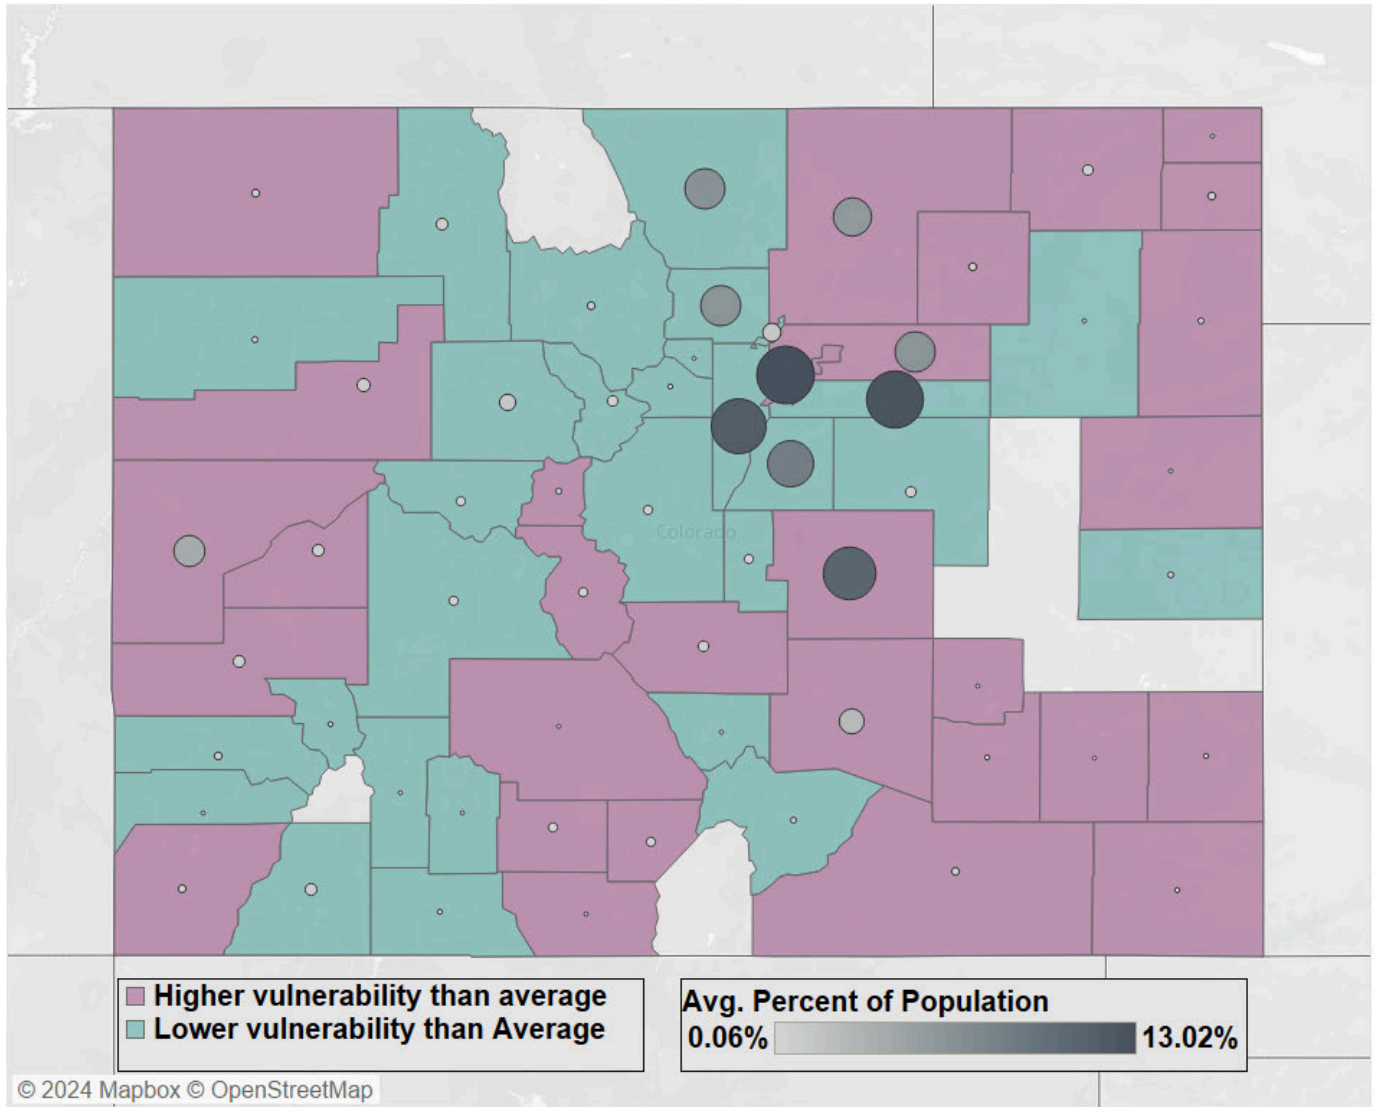 Colorado
Higher vulnerability than average
Lower vulnerability than Average
Avg. Percent of Population
0.06% 13.02%
© 2024 Mapbox © OpenStreetMap